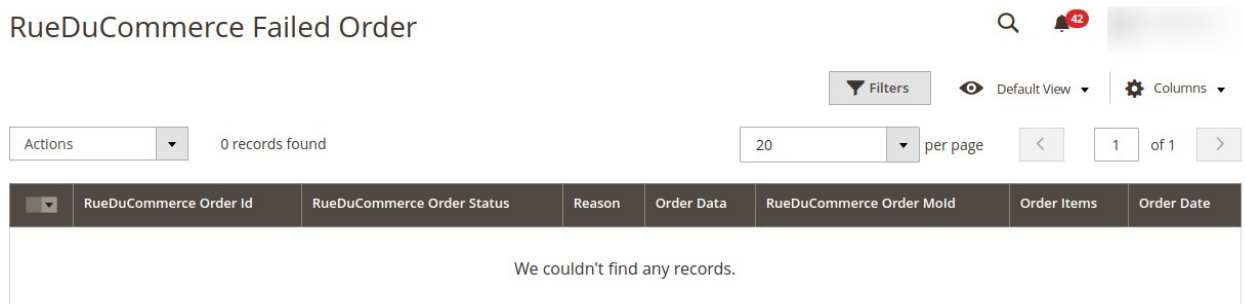 RueDuCommerce Failed Order
42
Filters
Default View
Columns
Actions
0 records found
20
per page
1
of 1
RueDuCommerce Order Id RueDuCommerce Order Status Reason Order Data RueDuCommerce Order MoId Order Items Order Date
We couldn't find any records.